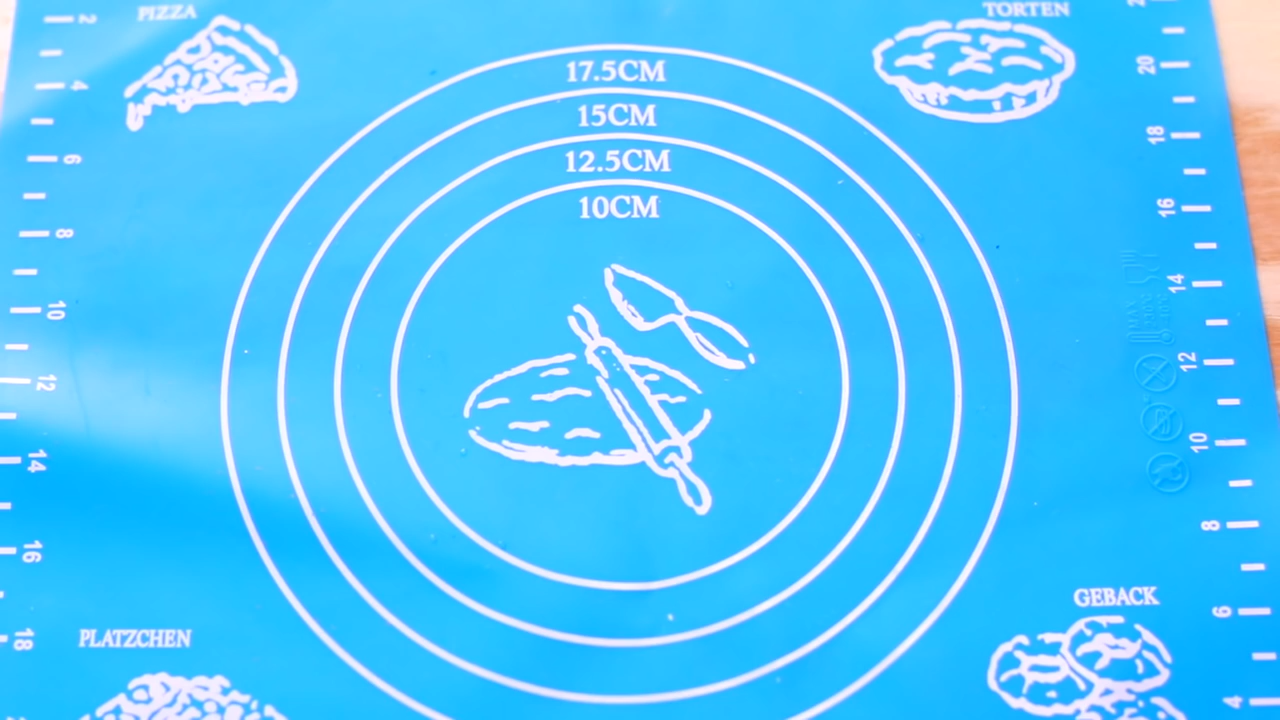 PIZZA
TORTEN
17.5CM
15CM
12.5CM
10CM
2
4
6
8
10
12
14
16
18
20
18
16
14
12
10
8
6
4
PLATZCHEN
GEBACK